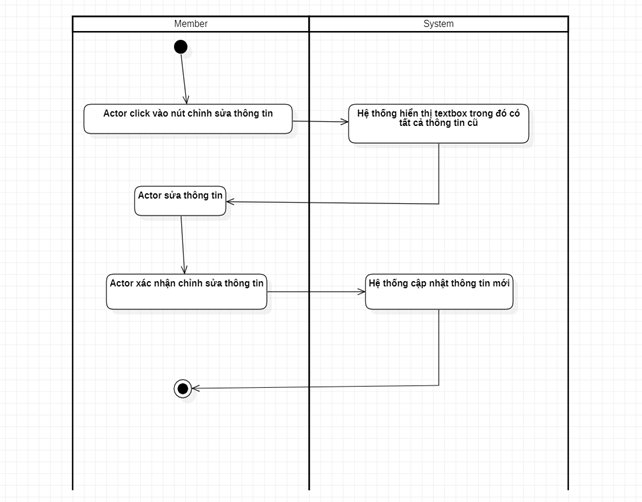 Member
System
Actor click vào nút chỉnh sửa thông tin
Hệ thống hiển thị textbox trong đó có
tất cả thông tin cũ
Actor sửa thông tin
Actor xác nhận chỉnh sửa thông tin
Hệ thống cập nhật thông tin mới